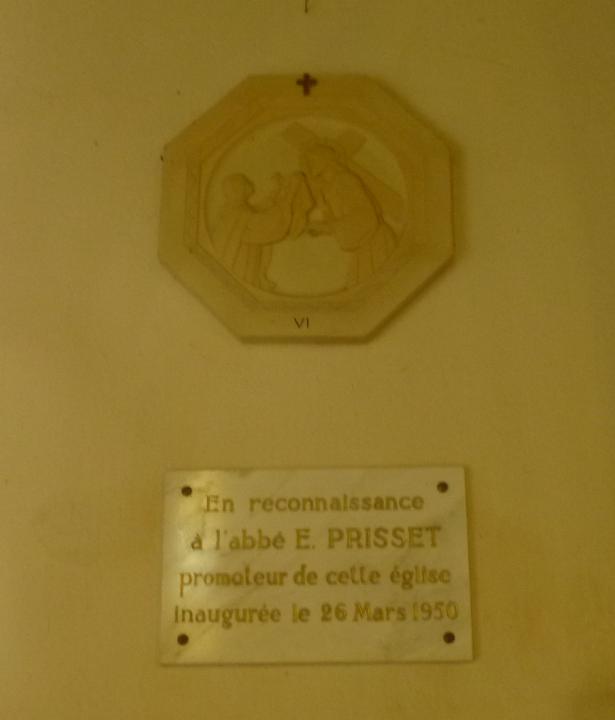 VI
En reconnaissance
à l'abbé E. PRISSET
promoteur de cette église
inaugurée le 26 Mars 1950